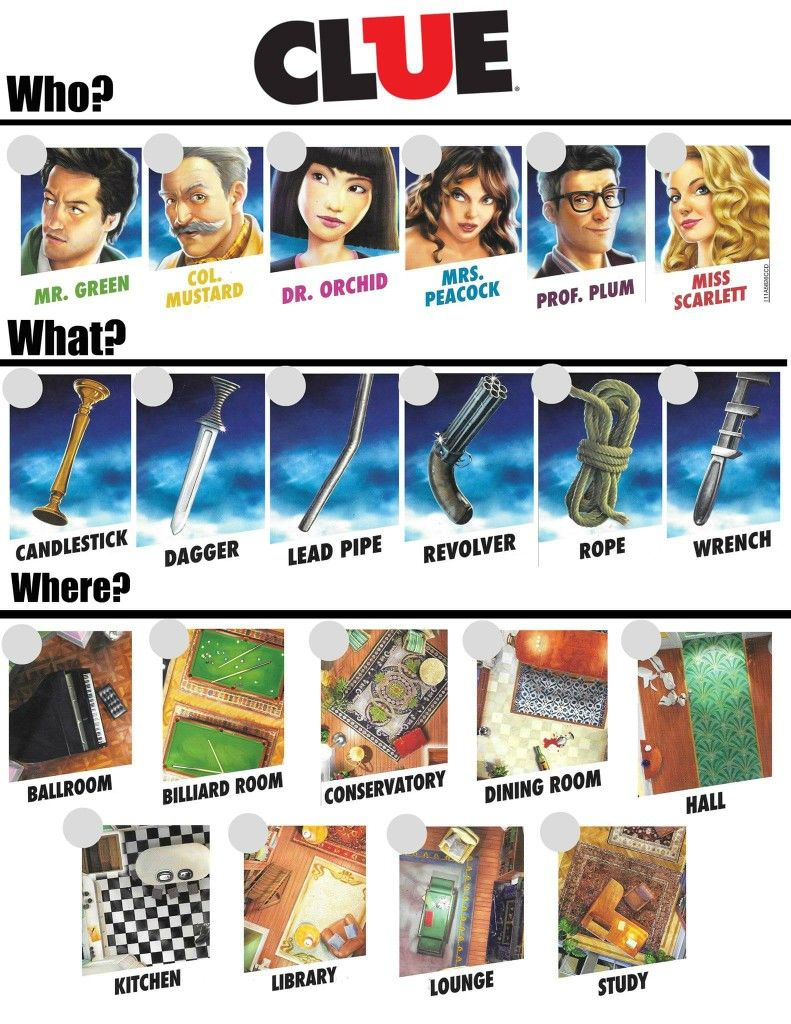 CLUE
Who?
MR. GREEN
COL.
MUSTARD
DR. ORCHID
MRS.
PEACOCK
PROF. PLUM
MISS
SCARLETT
What?
CANDLESTICK
DAGGER
LEAD PIPE
REVOLVER
ROPE
WRENCH
Where?
BALLROOM
BILLIARD ROOM
CONSERVATORY
DINING ROOM
HALL
KITCHEN
LIBRARY
LOUNGE
STUDY